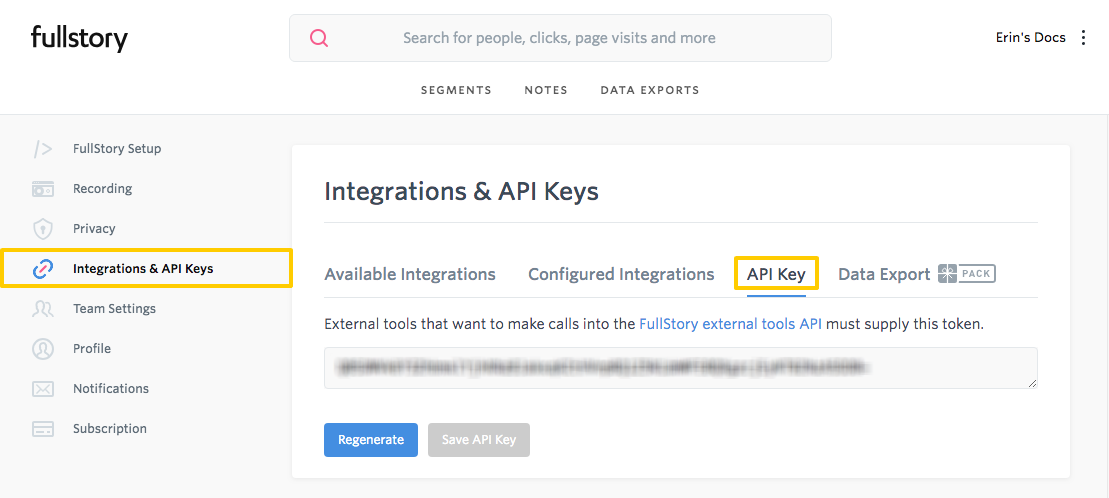 fullstory
Search for people, clicks, page visits and more
Erin's Docs
SEGMENTS NOTES DATA EXPORTS
FullStory Setup
Recording
Privacy
Integrations & API Keys
Team Settings
Profile
Notifications
Subscription
Integrations & API Keys
Available Integrations Configured Integrations API Key Data Export PACK
External tools that want to make calls into the FullStory external tools API must supply this token.
Regenerate Save API Key